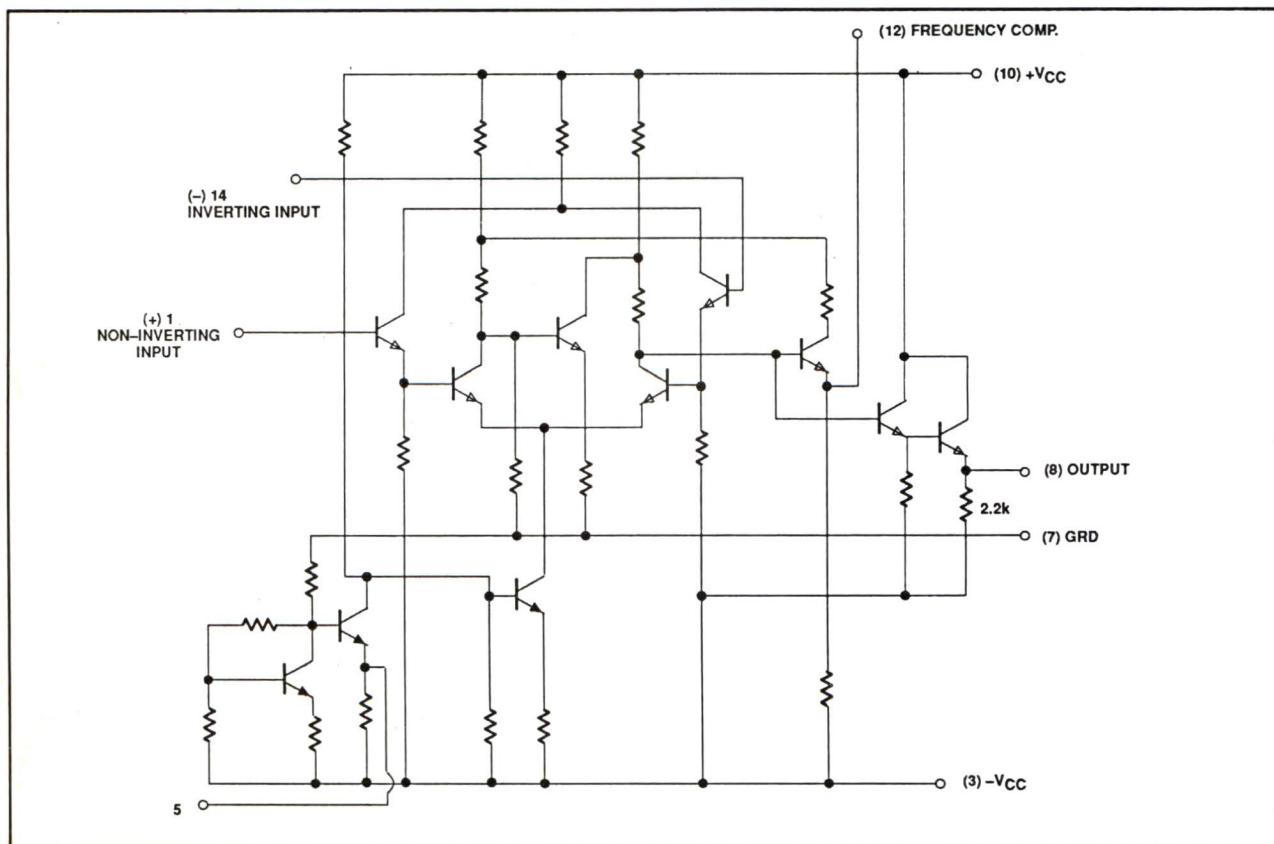 (12) FREQUENCY COMP.
(10) +VCC
(–) 14
INVERTING INPUT
(+) 1
NON–INVERTING
INPUT
(8) OUTPUT
2.2k
(7) GRD
(3) –VCC
5